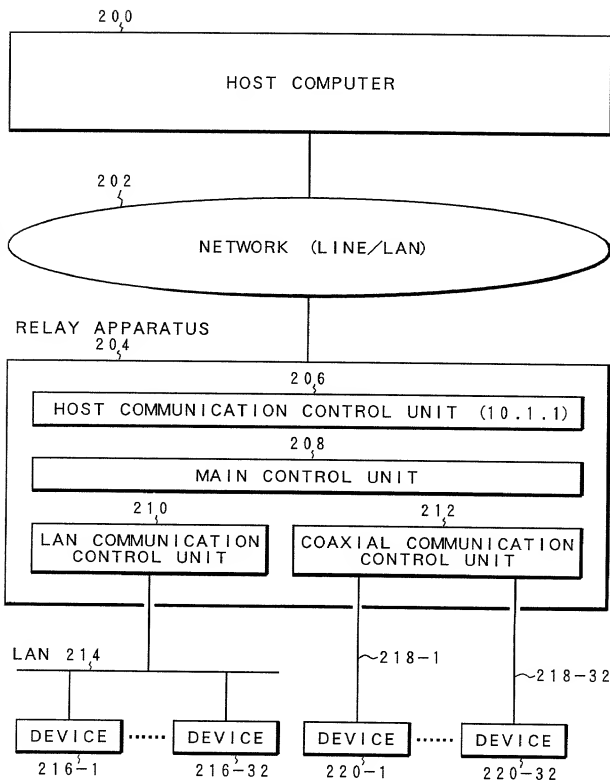 200
HOST COMPUTER
202
NETWORK (LINE/LAN)
RELAY APPARATUS
204
206
HOST COMMUNICATION CONTROL UNIT (10.1.1)
208
MAIN CONTROL UNIT
210
212
LAN COMMUNICATION
CONTROL UNIT
COAXIAL COMMUNICATION
CONTROL UNIT
LAN 214
218-1
218-32
DEVICE ...... DEVICE
DEVICE ...... DEVICE
216-1
216-32
220-1
220-32